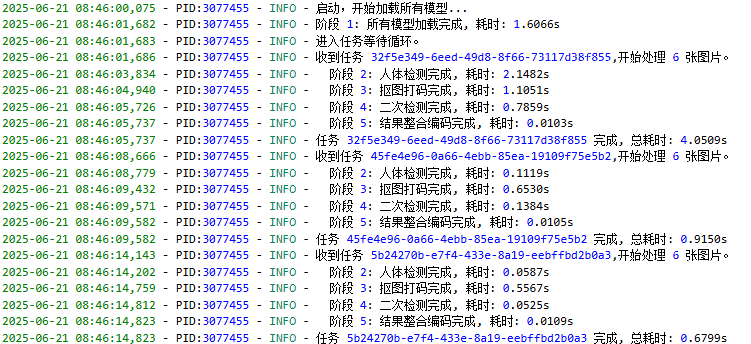 2025-06-21 08:46:00,075 - PID:3077455 - INFO - 启动，开始加载所有模型...
2025-06-21 08:46:01,682 - PID:3077455 - INFO - 阶段 1: 所有模型加载完成, 耗时: 1.6066s
2025-06-21 08:46:01,683 - PID:3077455 - INFO - 进入任务等待循环。
2025-06-21 08:46:01,686 - PID:3077455 - INFO - 收到任务 32f5e349-6eed-49d8-8f66-73117d38f855,开始处理 6 张图片。
2025-06-21 08:46:03,834 - PID:3077455 - INFO -   阶段 2: 人体检测完成, 耗时: 2.1482s
2025-06-21 08:46:04,940 - PID:3077455 - INFO -   阶段 3: 抠图打码完成, 耗时: 1.1051s
2025-06-21 08:46:05,726 - PID:3077455 - INFO -   阶段 4: 二次检测完成, 耗时: 0.7859s
2025-06-21 08:46:05,737 - PID:3077455 - INFO -   阶段 5: 结果整合编码完成, 耗时: 0.0103s
2025-06-21 08:46:05,737 - PID:3077455 - INFO - 任务 32f5e349-6eed-49d8-8f66-73117d38f855 完成, 总耗时: 4.0509s
2025-06-21 08:46:08,666 - PID:3077455 - INFO - 收到任务 45fe4e96-0a66-4ebb-85ea-19109f75e5b2,开始处理 6 张图片。
2025-06-21 08:46:08,779 - PID:3077455 - INFO -   阶段 2: 人体检测完成, 耗时: 0.1119s
2025-06-21 08:46:09,432 - PID:3077455 - INFO -   阶段 3: 抠图打码完成, 耗时: 0.6530s
2025-06-21 08:46:09,571 - PID:3077455 - INFO -   阶段 4: 二次检测完成, 耗时: 0.1384s
2025-06-21 08:46:09,582 - PID:3077455 - INFO -   阶段 5: 结果整合编码完成, 耗时: 0.0105s
2025-06-21 08:46:09,582 - PID:3077455 - INFO - 任务 45fe4e96-0a66-4ebb-85ea-19109f75e5b2 完成, 总耗时: 0.9150s
2025-06-21 08:46:14,143 - PID:3077455 - INFO - 收到任务 5b24270b-e7f4-433e-8a19-eebffbd2b0a3,开始处理 6 张图片。
2025-06-21 08:46:14,202 - PID:3077455 - INFO -   阶段 2: 人体检测完成, 耗时: 0.0587s
2025-06-21 08:46:14,759 - PID:3077455 - INFO -   阶段 3: 抠图打码完成, 耗时: 0.5567s
2025-06-21 08:46:14,812 - PID:3077455 - INFO -   阶段 4: 二次检测完成, 耗时: 0.0525s
2025-06-21 08:46:14,823 - PID:3077455 - INFO -   阶段 5: 结果整合编码完成, 耗时: 0.0109s
2025-06-21 08:46:14,823 - PID:3077455 - INFO - 任务 5b24270b-e7f4-433e-8a19-eebffbd2b0a3 完成, 总耗时: 0.6799s